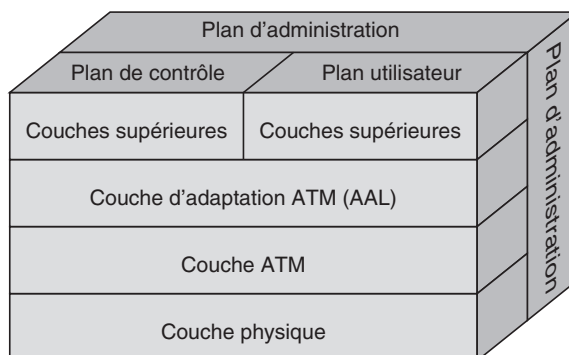 Plan d'administration
Plan de contrôle
Plan utilisateur
Plan d'administration
Couches supérieures
Couches supérieures
Couche d'adaptation ATM (AAL)
Couche ATM
Couche physique